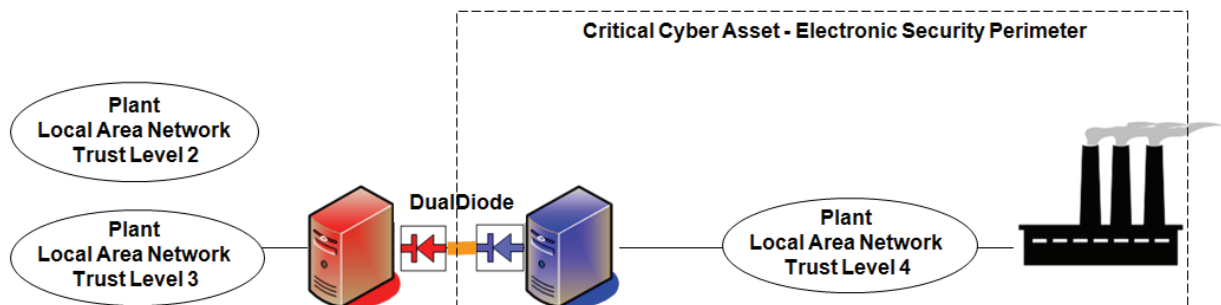 Critical Cyber Asset - Electronic Security Perimeter
Plant
Local Area Network
Trust Level 2
DualDiode
Plant
Local Area Network
Trust Level 3
Plant
Local Area Network
Trust Level 4